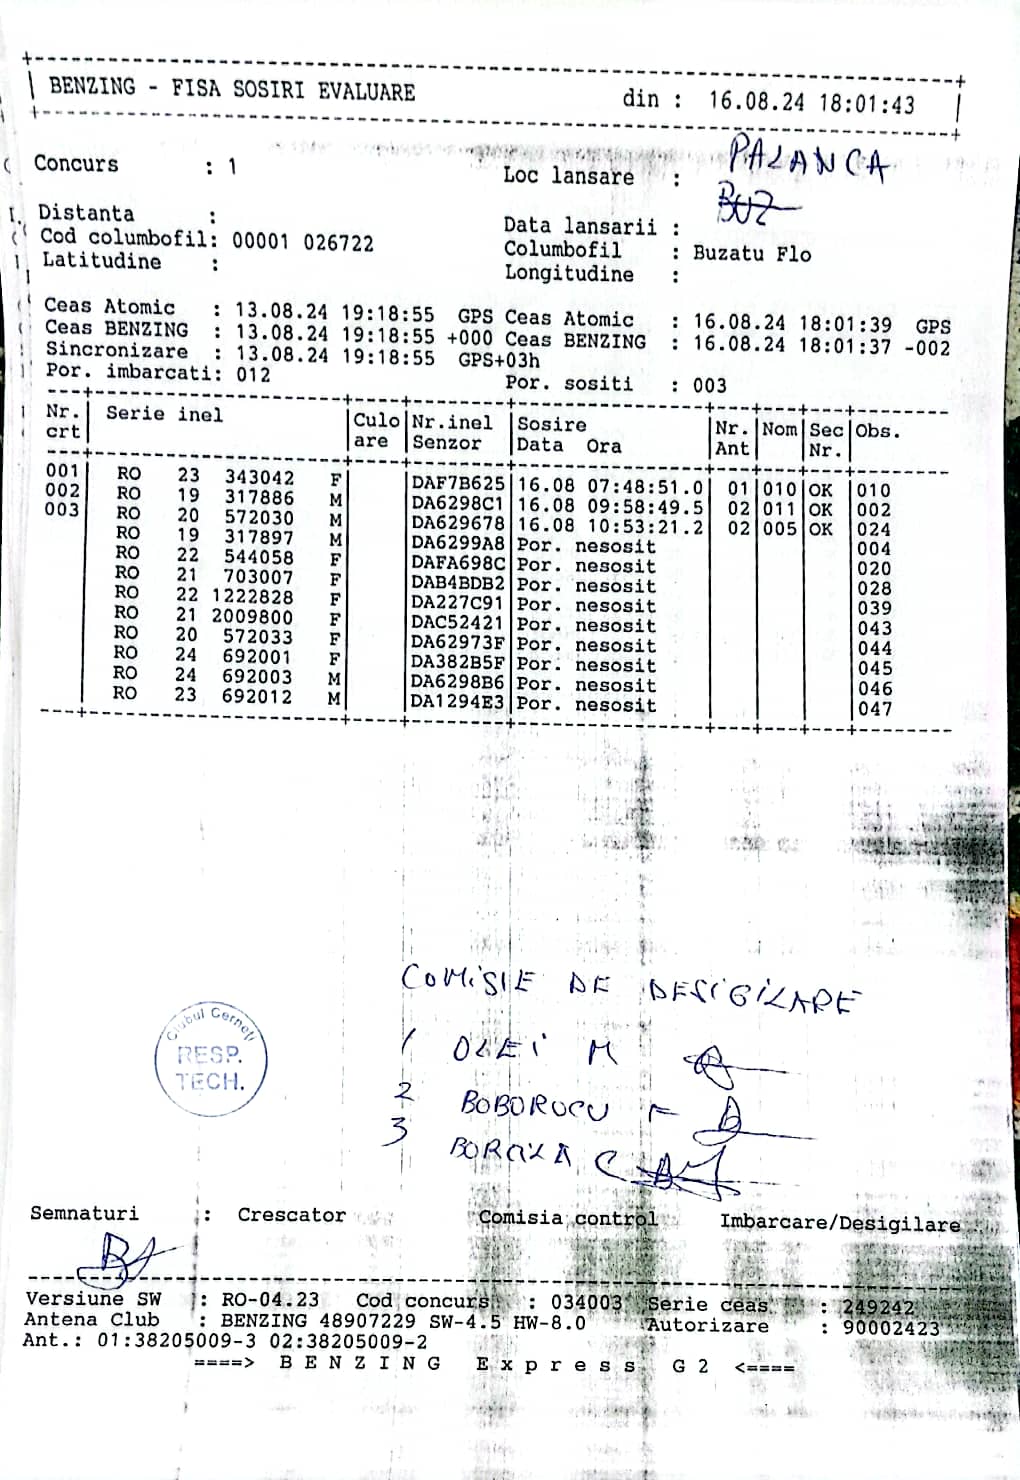 BENZING - FISA SOSIRI EVALUARE din : 16.08.24 18:01:43
Concurs : 1 Loc lansare : PALANCA
BUZ
Distanta : Data lansarii :
Cod columbofil: 00001 026722 Columbofil : Buzatu Flo
Latitudine : Longitudine :
Ceas Atomic : 13.08.24 19:18:55 GPS Ceas Atomic : 16.08.24 18:01:39 GPS
Ceas BENZING : 13.08.24 19:18:55 +000 Ceas BENZING : 16.08.24 18:01:37 -002
Sincronizare : 13.08.24 19:18:55 GPS+03h
Por. imbarcati: 012 Por. sositi : 003
Nr. | Serie inel | Culo | Nr.inel | Sosire | Nr. | Nom | Sec | Obs.
crt | | are | Senzor | Data Ora | Ant | | Nr. |
001 | RO 23 343042 F | | DAF7B625 | 16.08 07:48:51.0 | 01 | 010 | OK | 010
002 | RO 19 317886 M | | DA6298C1 | 16.08 09:58:49.5 | 02 | 011 | OK | 002
003 | RO 20 572030 M | | DA629678 | 16.08 10:53:21.2 | 02 | 005 | OK | 024
RO 19 317897 M | | DA6299A8 | Por. nesosit | | | | 004
RO 22 544058 F | | DAFA698C | Por. nesosit | | | | 020
RO 21 703007 F | | DAB4BDB2 | Por. nesosit | | | | 028
RO 22 1222828 F | | DA227C91 | Por. nesosit | | | | 039
RO 21 2009800 F | | DAC52421 | Por. nesosit | | | | 043
RO 20 572033 F | | DA62973F | Por. nesosit | | | | 044
RO 24 692001 F | | DA382B5F | Por. nesosit | | | | 045
RO 24 692003 M | | DA6298B6 | Por. nesosit | | | | 046
RO 23 692012 M | | DA1294E3 | Por. nesosit | | | | 047
COMISIE DE DESIGILARE
Clubul Cerneti
RESP.
TECH.
1 OLEI M
2 BOBORUCU F
3 C
Semnaturi : Crescator Comisia control Imbarcare/Desigilare
Versiune SW : RO-04.23 Cod concurs : 034003 Serie ceas : 249242
Antena Club : BENZING 48907229 SW-4.5 HW-8.0 Autorizare : 90002423
Ant.: 01:38205009-3 02:38205009-2
====> B E N Z I N G E x p r e s s G 2 <====